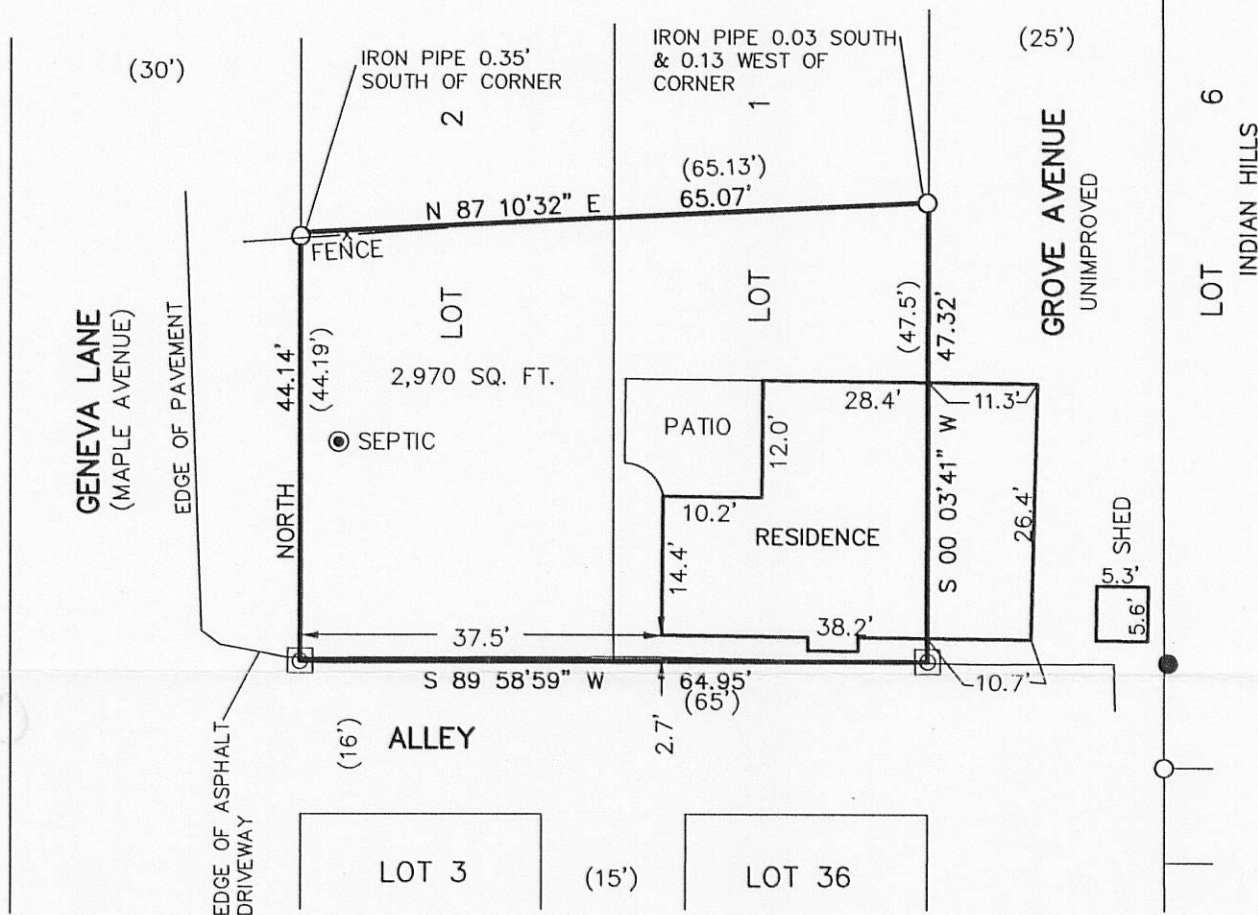 (30')
IRON PIPE 0.35'
SOUTH OF CORNER
IRON PIPE 0.03 SOUTH
& 0.13 WEST OF
CORNER
(25')
2
1
LOT 6
INDIAN HILLS
(65.13')
N 87 10'32" E 65.07'
FENCE
GENEVA LANE
(MAPLE AVENUE)
EDGE OF PAVEMENT
NORTH 44.14'
(44.19')
LOT
2,970 SQ. FT.
SEPTIC
LOT
(47.5')
S 00 03'41" W 47.32'
GROVE AVENUE
UNIMPROVED
PATIO
28.4'
11.3'
12.0'
10.2'
RESIDENCE
14.4'
26.4'
SHED
5.3'
5.6'
37.5'
38.2'
S 89 58'59" W 64.95'
(65')
10.7'
2.7'
(16')
ALLEY
EDGE OF ASPHALT
DRIVEWAY
LOT 3
(15')
LOT 36